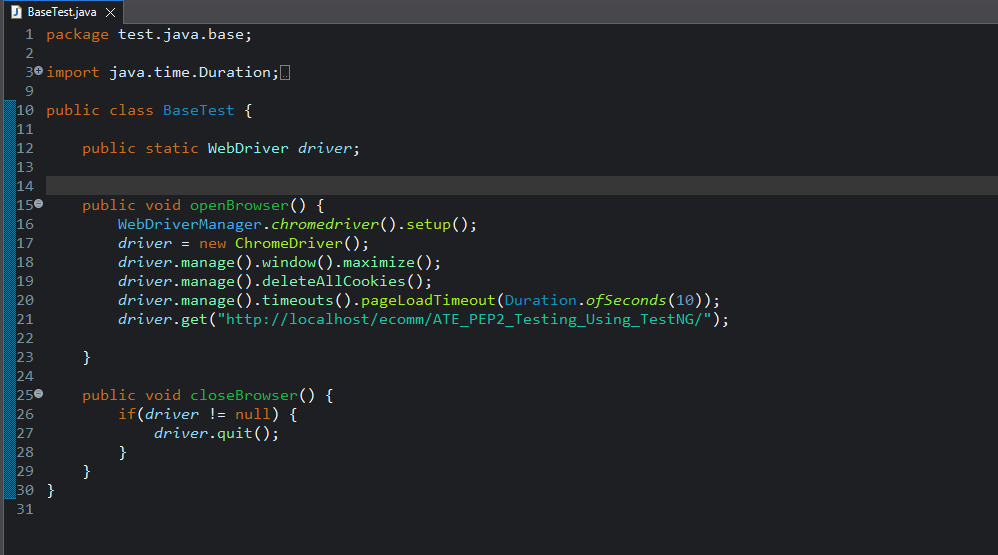 BaseTest.java
1 package test.java.base;
2
3 import java.time.Duration;
9
10 public class BaseTest {
11
12     public static WebDriver driver;
13
14
15     public void openBrowser() {
16         WebDriverManager.chromedriver().setup();
17         driver = new ChromeDriver();
18         driver.manage().window().maximize();
19         driver.manage().deleteAllCookies();
20         driver.manage().timeouts().pageLoadTimeout(Duration.ofSeconds(10));
21         driver.get("http://localhost/ecomm/ATE_PEP2_Testing_Using_TestNG/");
22
23     }
24
25     public void closeBrowser() {
26         if(driver != null) {
27             driver.quit();
28         }
29     }
30 }
31